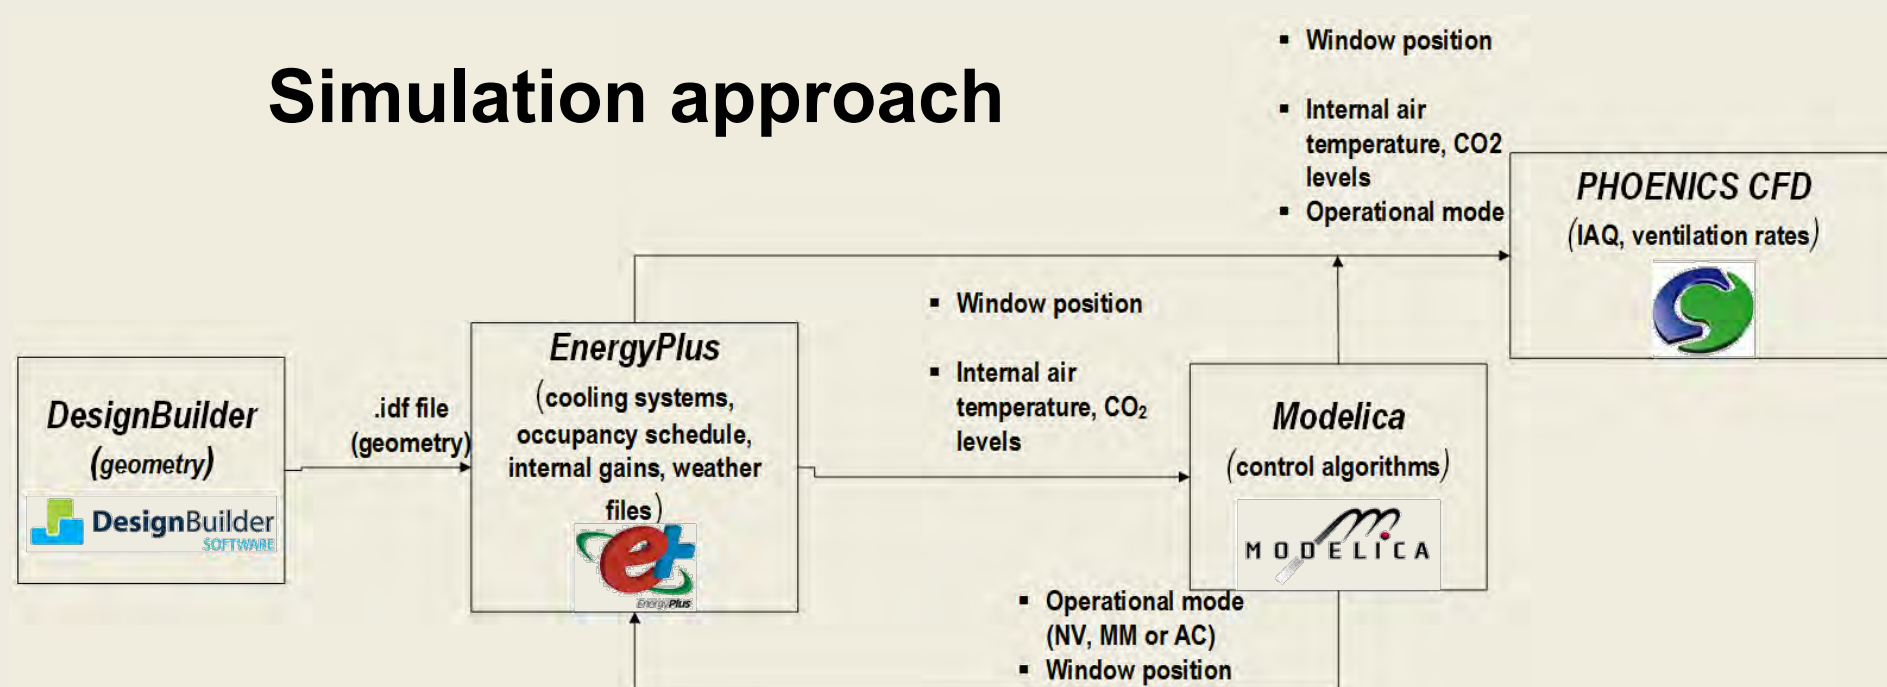 Simulation approach
▪ Window position
▪ Internal air
temperature, CO2
levels
▪ Operational mode
PHOENICS CFD
(IAQ, ventilation rates)
▪ Window position
▪ Internal air
temperature, CO₂
levels
EnergyPlus
(cooling systems,
occupancy schedule,
internal gains, weather
files)
EnergyPlus
DesignBuilder
(geometry)
DesignBuilder
SOFTWARE
.idf file
(geometry)
Modelica
(control algorithms)
MODELICA
▪ Operational mode
(NV, MM or AC)
▪ Window position